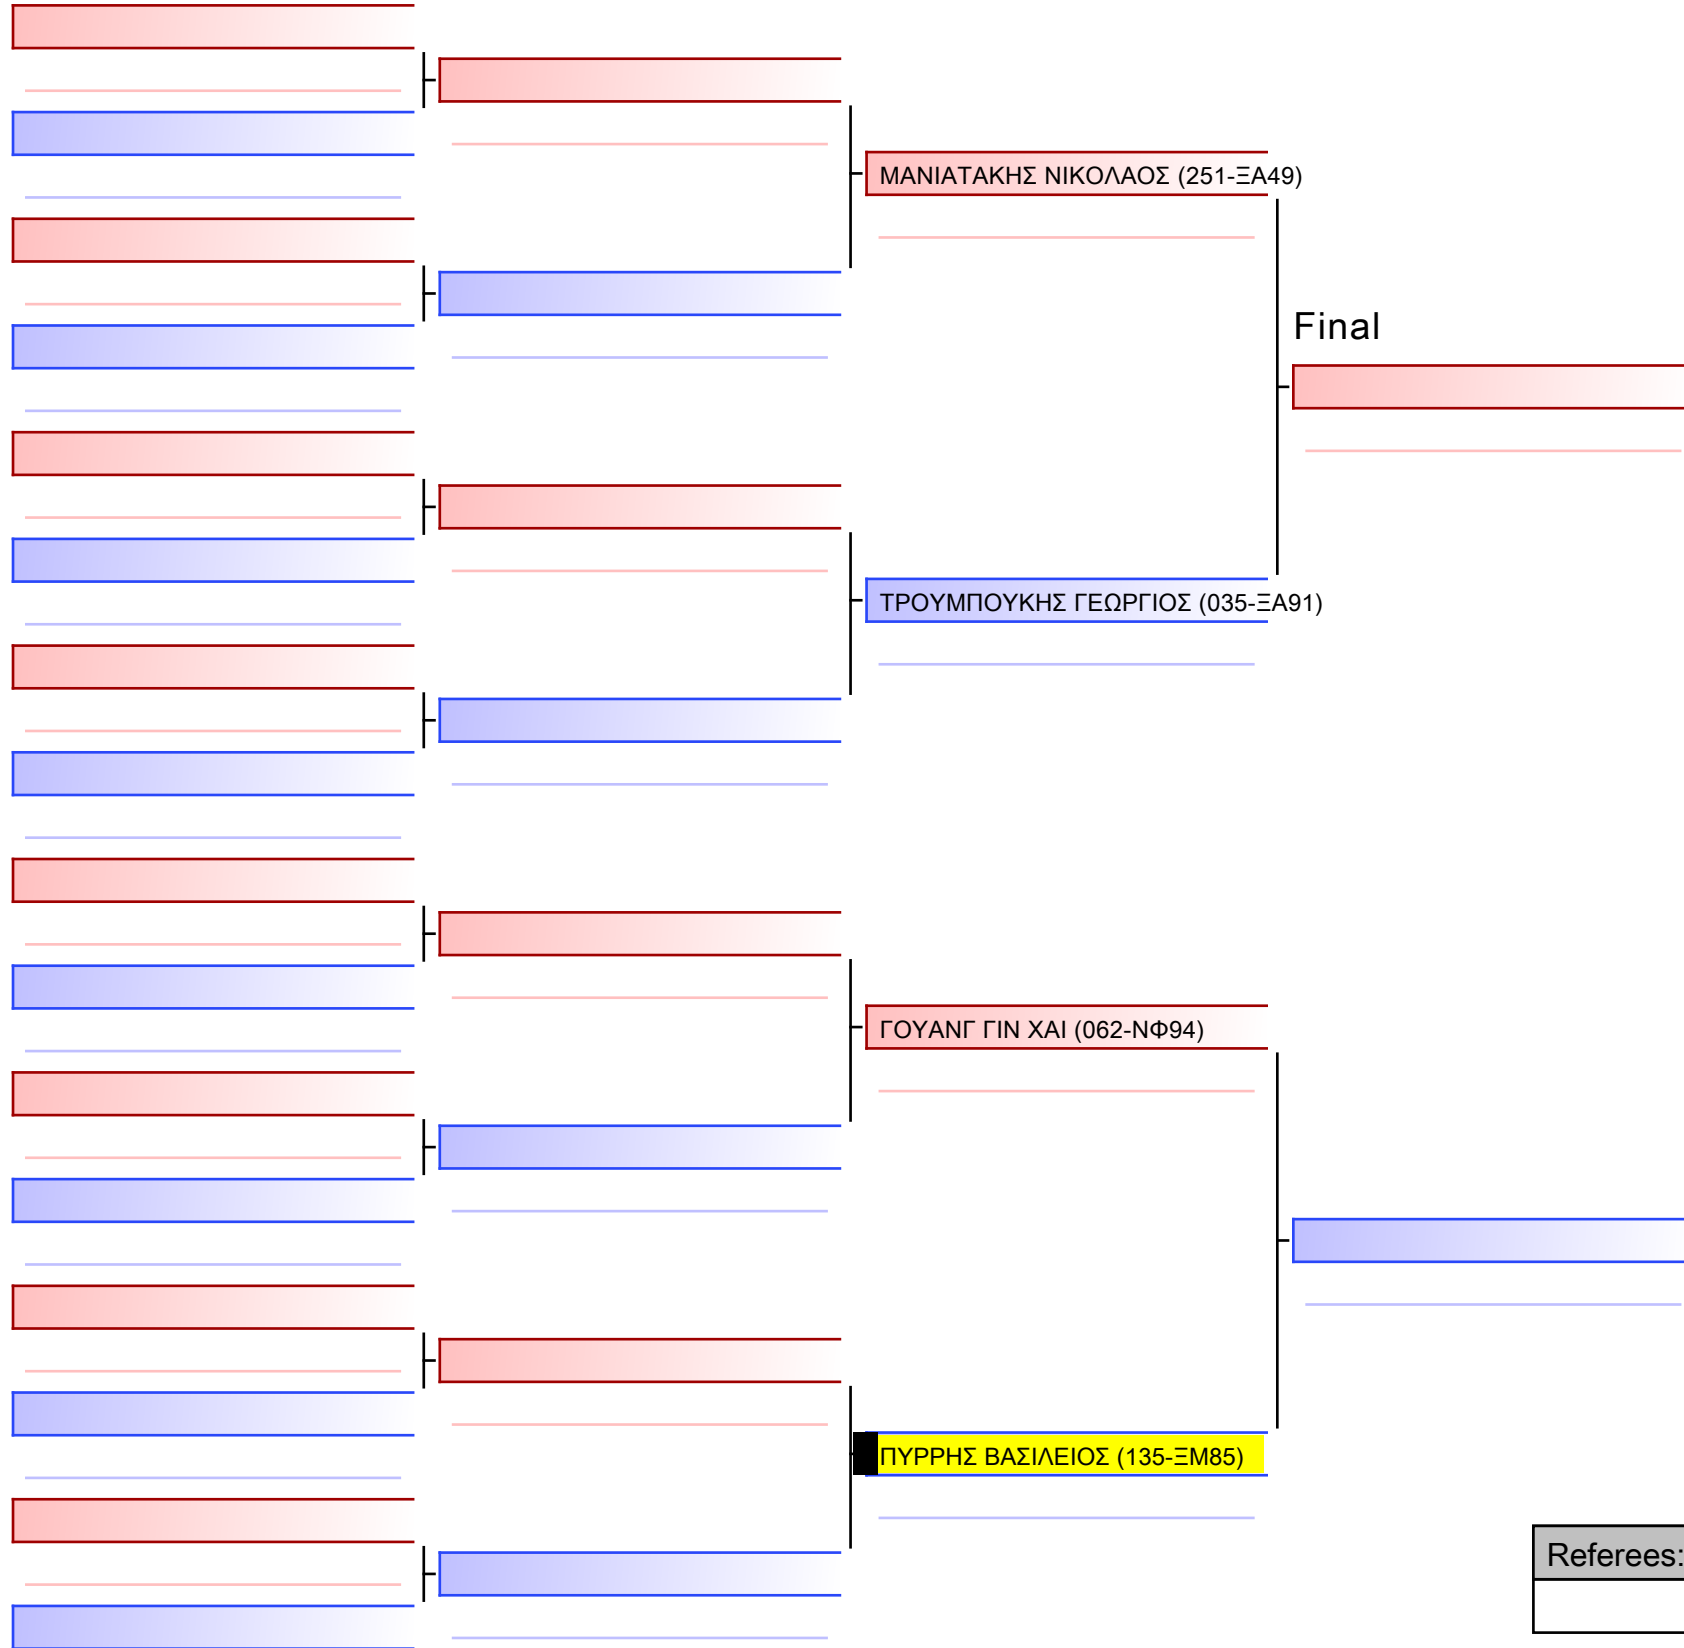 ΜΑΝΙΑΤΑΚΗΣ ΝΙΚΟΛΑΟΣ (251-ΞΑ49)
Final
ΤΡΟΥΜΠΟΥΚΗΣ ΓΕΩΡΓΙΟΣ (035-ΞΑ91)
ΓΟΥΑΝΓ ΓΙΝ ΧΑΙ (062-ΝΦ94)
ΠΥΡΡΗΣ ΒΑΣΙΛΕΙΟΣ (135-ΞΜ85)
Referees: